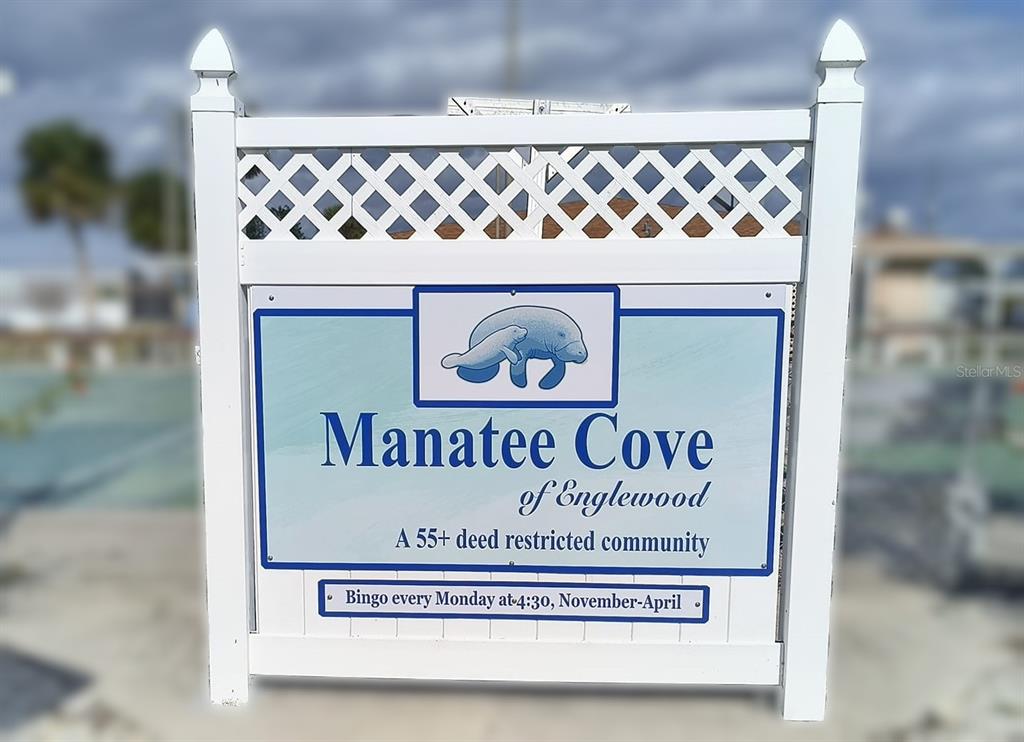 Manatee Cove
of Englewood
A 55+ deed restricted community
Bingo every Monday at 4:30, November-April
StellarMLS